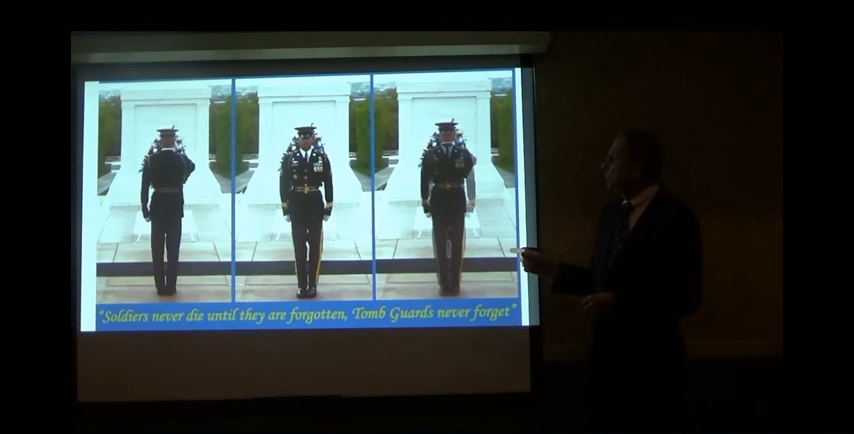 "Soldiers never die until they are forgotten, Tomb Guards never forget"